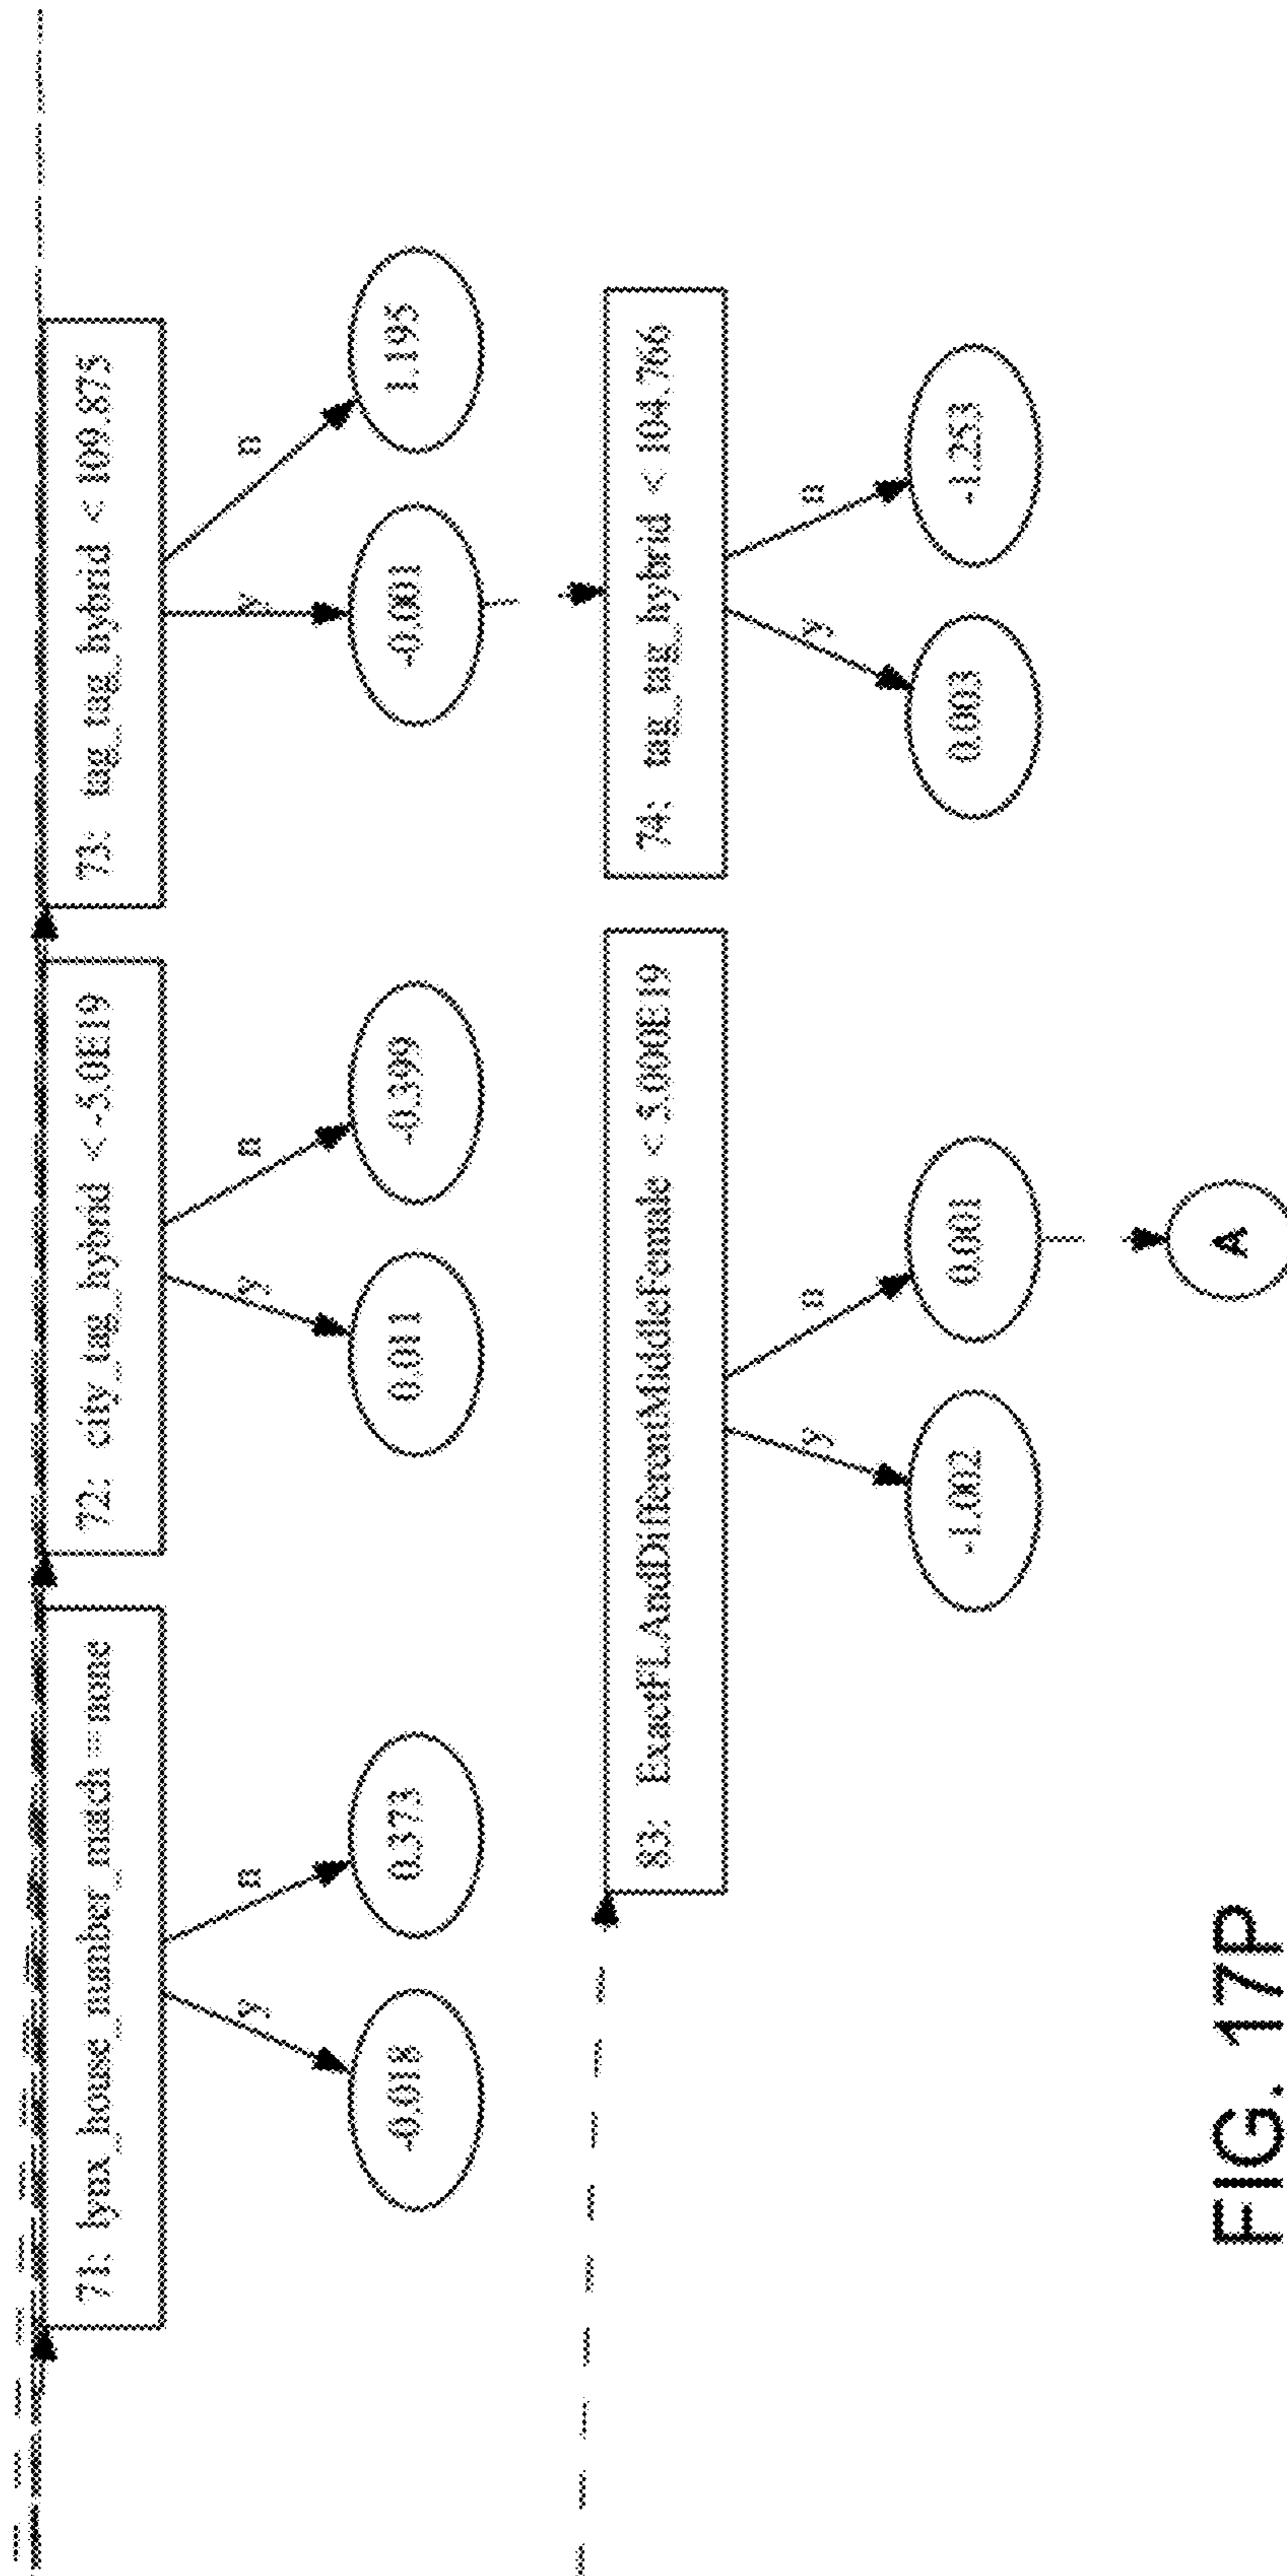 71: lynx_house_number_match = none
y
n
-0.018
0.373
72: city_tag_hybrid < -5.0E19
y
n
0.011
-0.399
73: tag_tag_hybrid < 109.875
y
n
-0.001
1.195
83: ExactFLAndDifferentMiddleFemale < 5.000E19
y
n
-1.002
0.001
A
74: tag_tag_hybrid < 104.766
y
n
0.003
-1.253
FIG. 17P